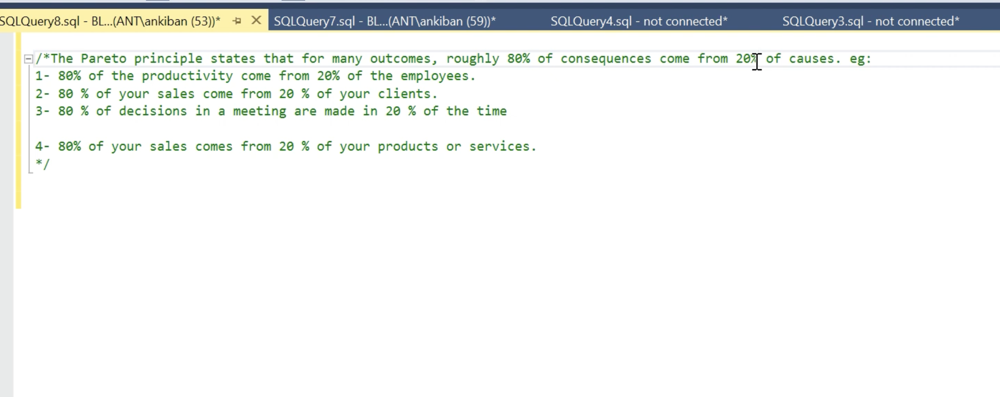 SQLQuery8.sql - BL...(ANT\ankiban (53))* SQLQuery7.sql - BL...(ANT\ankiban (59))* SQLQuery4.sql - not connected* SQLQuery3.sql - not connected*
/*The Pareto principle states that for many outcomes, roughly 80% of consequences come from 20% of causes. eg:
1- 80% of the productivity come from 20% of the employees.
2- 80 % of your sales come from 20 % of your clients.
3- 80 % of decisions in a meeting are made in 20 % of the time
4- 80% of your sales comes from 20 % of your products or services.
*/